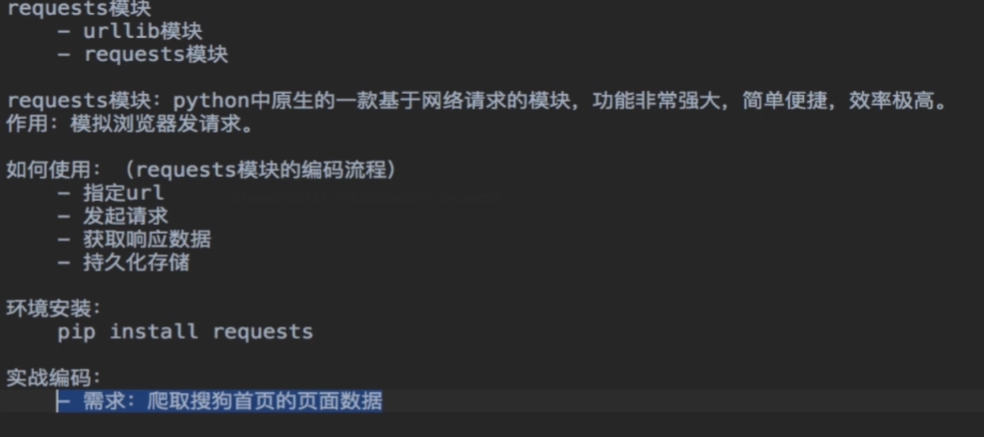 requests模块
- urllib模块
- requests模块
requests模块：python中原生的一款基于网络请求的模块，功能非常强大，简单便捷，效率极高。
作用：模拟浏览器发请求。
如何使用：（requests模块的编码流程）
- 指定url
- 发起请求
- 获取响应数据
- 持久化存储
环境安装：
pip install requests
实战编码：
- 需求：爬取搜狗首页的页面数据